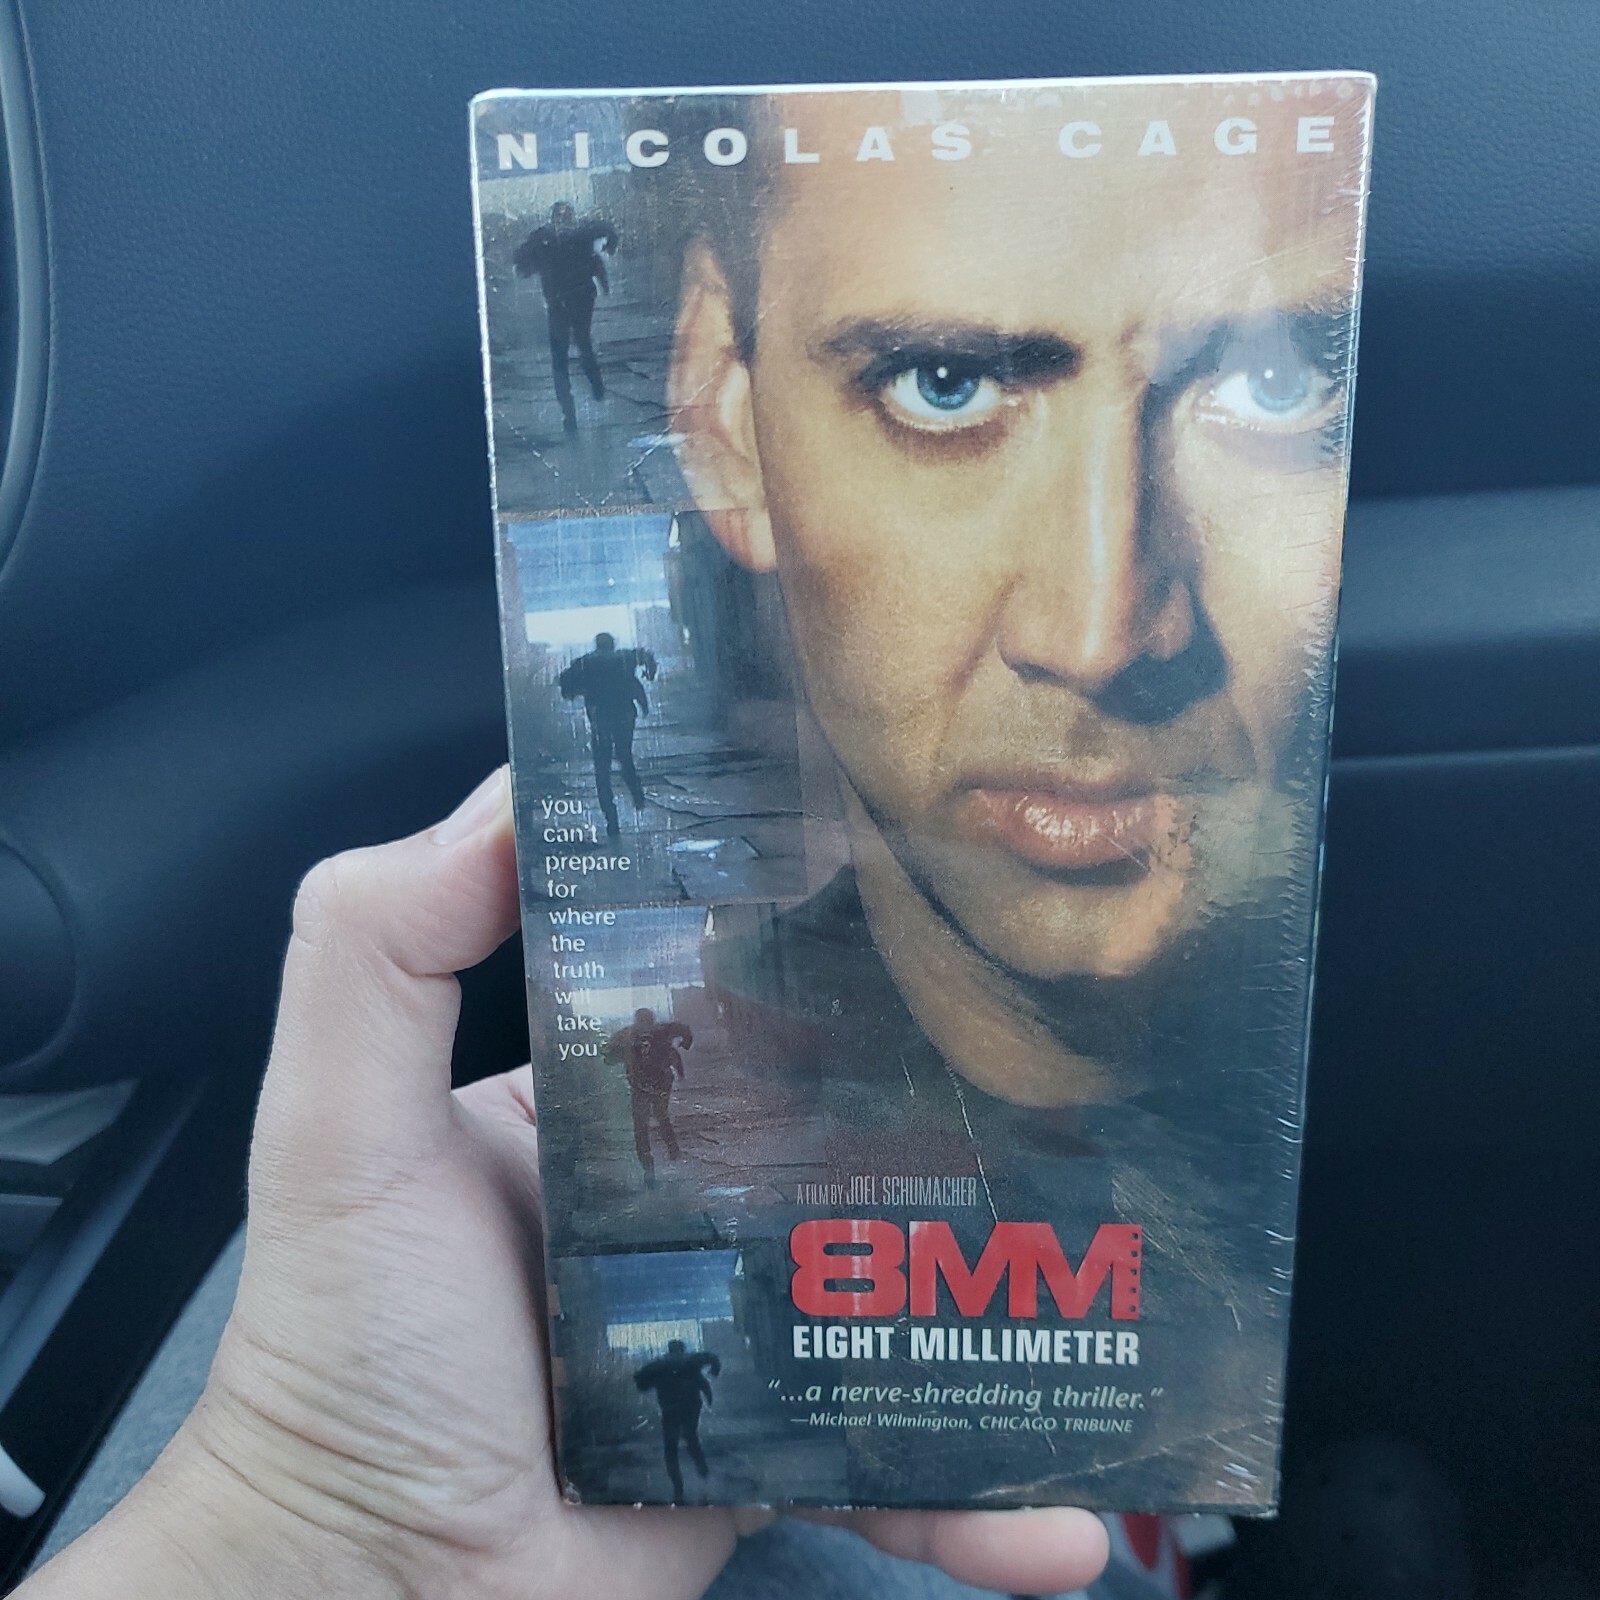 NICOLAS CAGE
you
can't
prepare
for
where
the
truth
will
take
you
A FILM BY JOEL SCHUMACHER
8MM
EIGHT MILLIMETER
"...a nerve-shredding thriller."
—Michael Wilmington, CHICAGO TRIBUNE